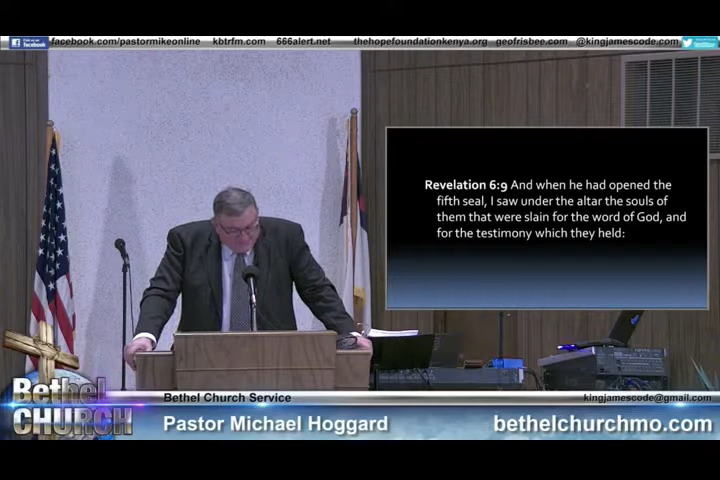 facebook.com/pastormikeonline kbtrfm.com 666alert.net thehopefoundationkenya.org geofrisbee.com @kingjamescode.com
Revelation 6:9 And when he had opened the
fifth seal, I saw under the altar the souls of
them that were slain for the word of God, and
for the testimony which they held:
Bethel
CHURCH
Bethel Church Service
kingjamescode@gmail.com
Pastor Michael Hoggard
bethelchurchmo.com